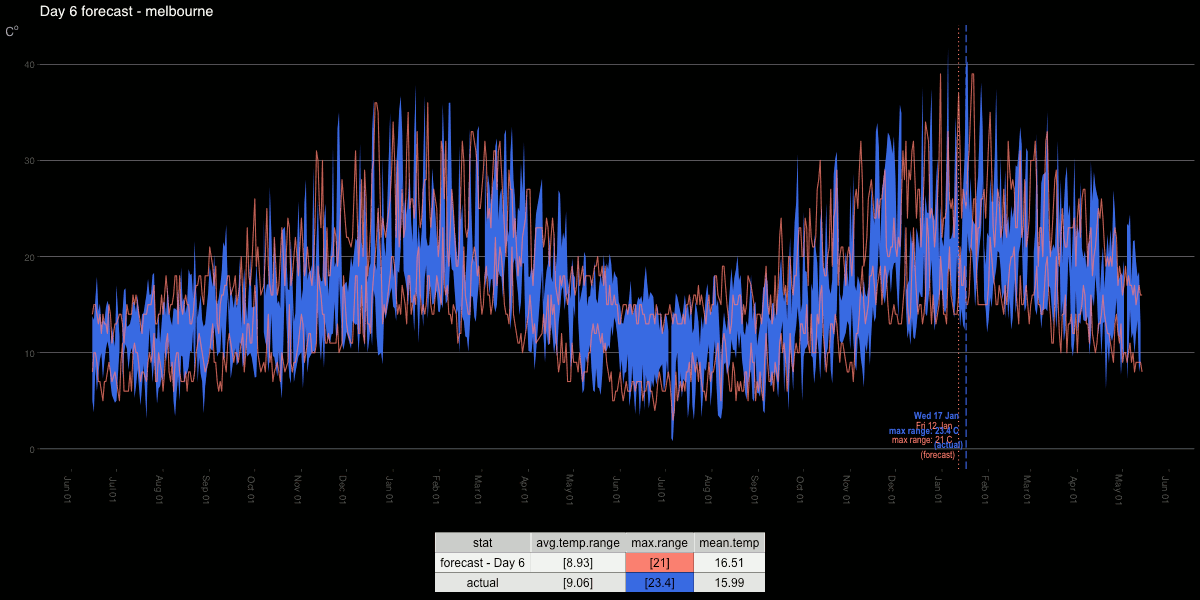 Day 6 forecast - melbourne
C°
40
30
20
10
0
Wed 17 Jan
Fri 12 Jan
max range: 23.4 C
max range: 21 C
(actual)
(forecast)
Jun 01
Jul 01
Aug 01
Sep 01
Oct 01
Nov 01
Dec 01
Jan 01
Feb 01
Mar 01
Apr 01
May 01
Jun 01
Jul 01
Aug 01
Sep 01
Oct 01
Nov 01
Dec 01
Jan 01
Feb 01
Mar 01
Apr 01
May 01
Jun 01
stat avg.temp.range max.range mean.temp
forecast - Day 6 [8.93] [21] 16.51
actual [9.06] [23.4] 15.99